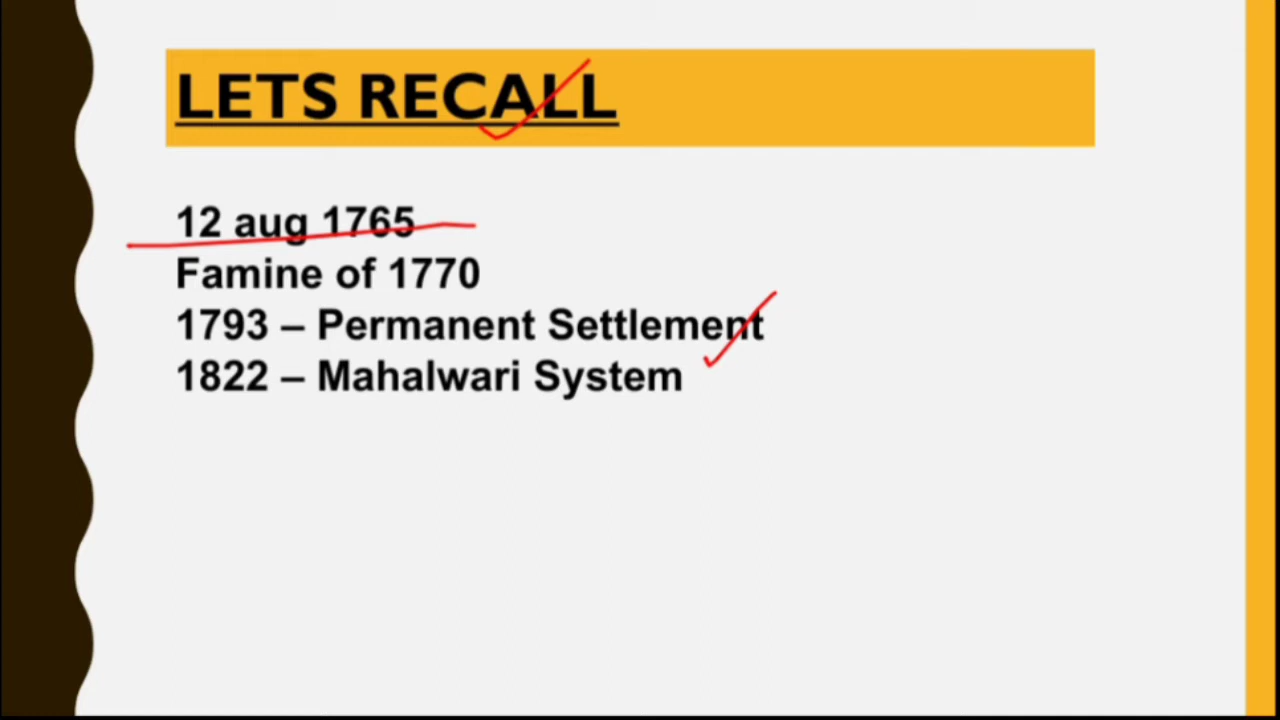 LETS RECALL
12 aug 1765
Famine of 1770
1793 – Permanent Settlement
1822 – Mahalwari System